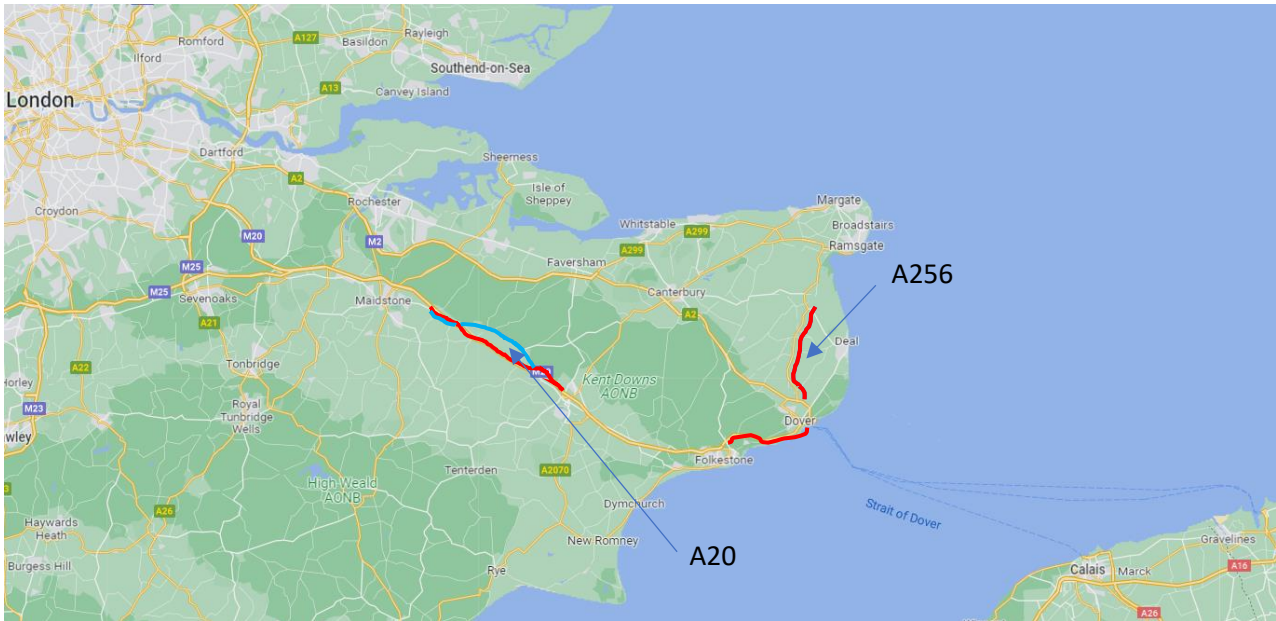 Romford
A127
Basildon
Rayleigh
Ilford
Southend-on-Sea
A13
Canvey Island
London
Dartford
A2
Sheerness
Isle of
Sheppey
Rochester
Croydon
M20
M2
Margate
Whitstable
A299
Broadstairs
Ramsgate
A299
Faversham
M25
M25
Sevenoaks
A256
Maidstone
Canterbury
A2
A21
Deal
A22
Tonbridge
M20
Kent Downs
AONB
Horley
M23
Royal
Tunbridge
Wells
wley
Dover
Folkestone
Tenterden
A2070
High Weald
AONB
Dymchurch
A26
Strait of Dover
Haywards
Heath
New Romney
Gravelines
A20
Burgess Hill
Rye
Calais
Marck
A16
A26